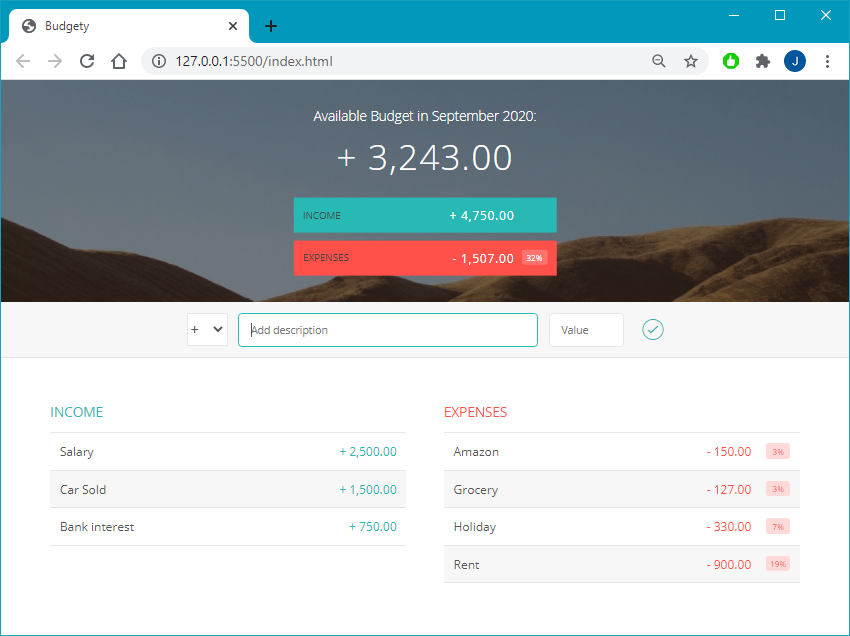 Budgety
127.0.0.1:5500/index.html
J
Available Budget in September 2020:
+ 3,243.00
INCOME + 4,750.00
EXPENSES - 1,507.00 32%
+ Add description Value
INCOME
Salary + 2,500.00
Car Sold + 1,500.00
Bank interest + 750.00
EXPENSES
Amazon - 150.00 3%
Grocery - 127.00 3%
Holiday - 330.00 7%
Rent - 900.00 19%